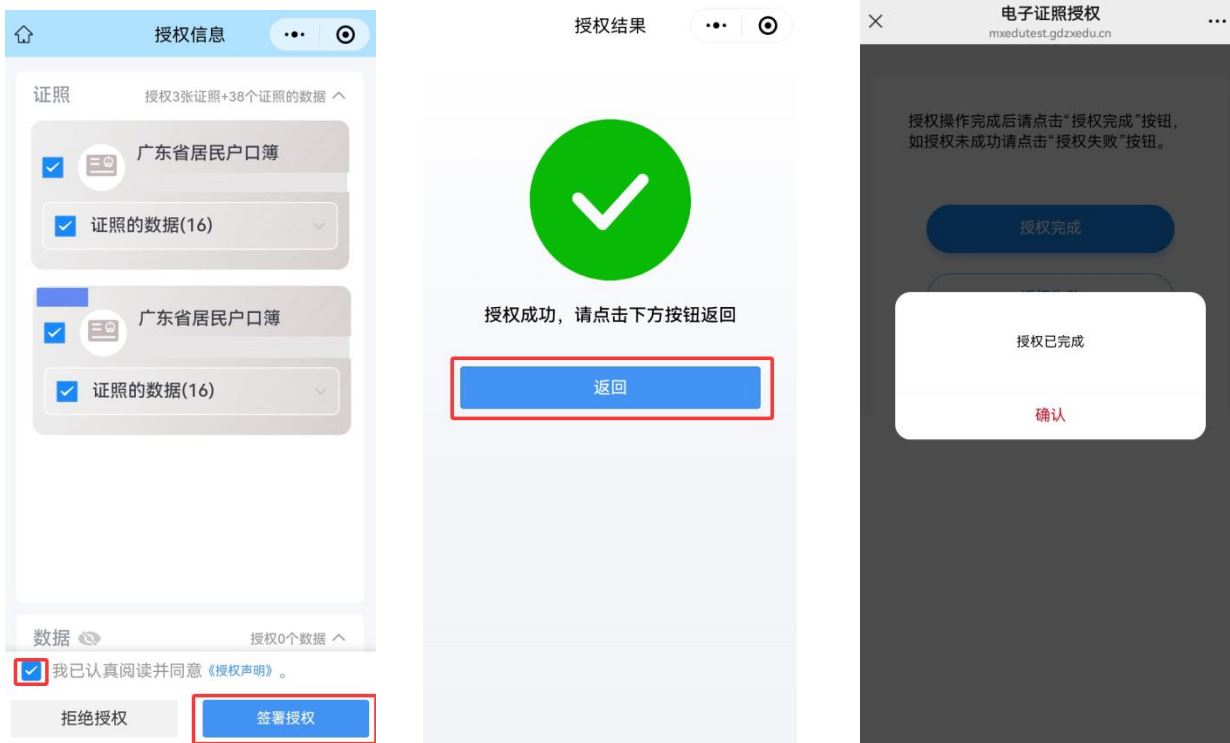 授权信息
证照
授权3张证照+38个证照的数据
广东省居民户口簿
证照的数据(16)
广东省居民户口簿
证照的数据(16)
数据
授权0个数据
我已认真阅读并同意《授权声明》。
拒绝授权
签署授权
授权结果
授权成功，请点击下方按钮返回
返回
电子证照授权
mxedutest.gdzxedu.cn
授权操作完成后请点击“授权完成”按钮，
如授权未成功请点击“授权失败”按钮。
授权完成
授权已完成
确认